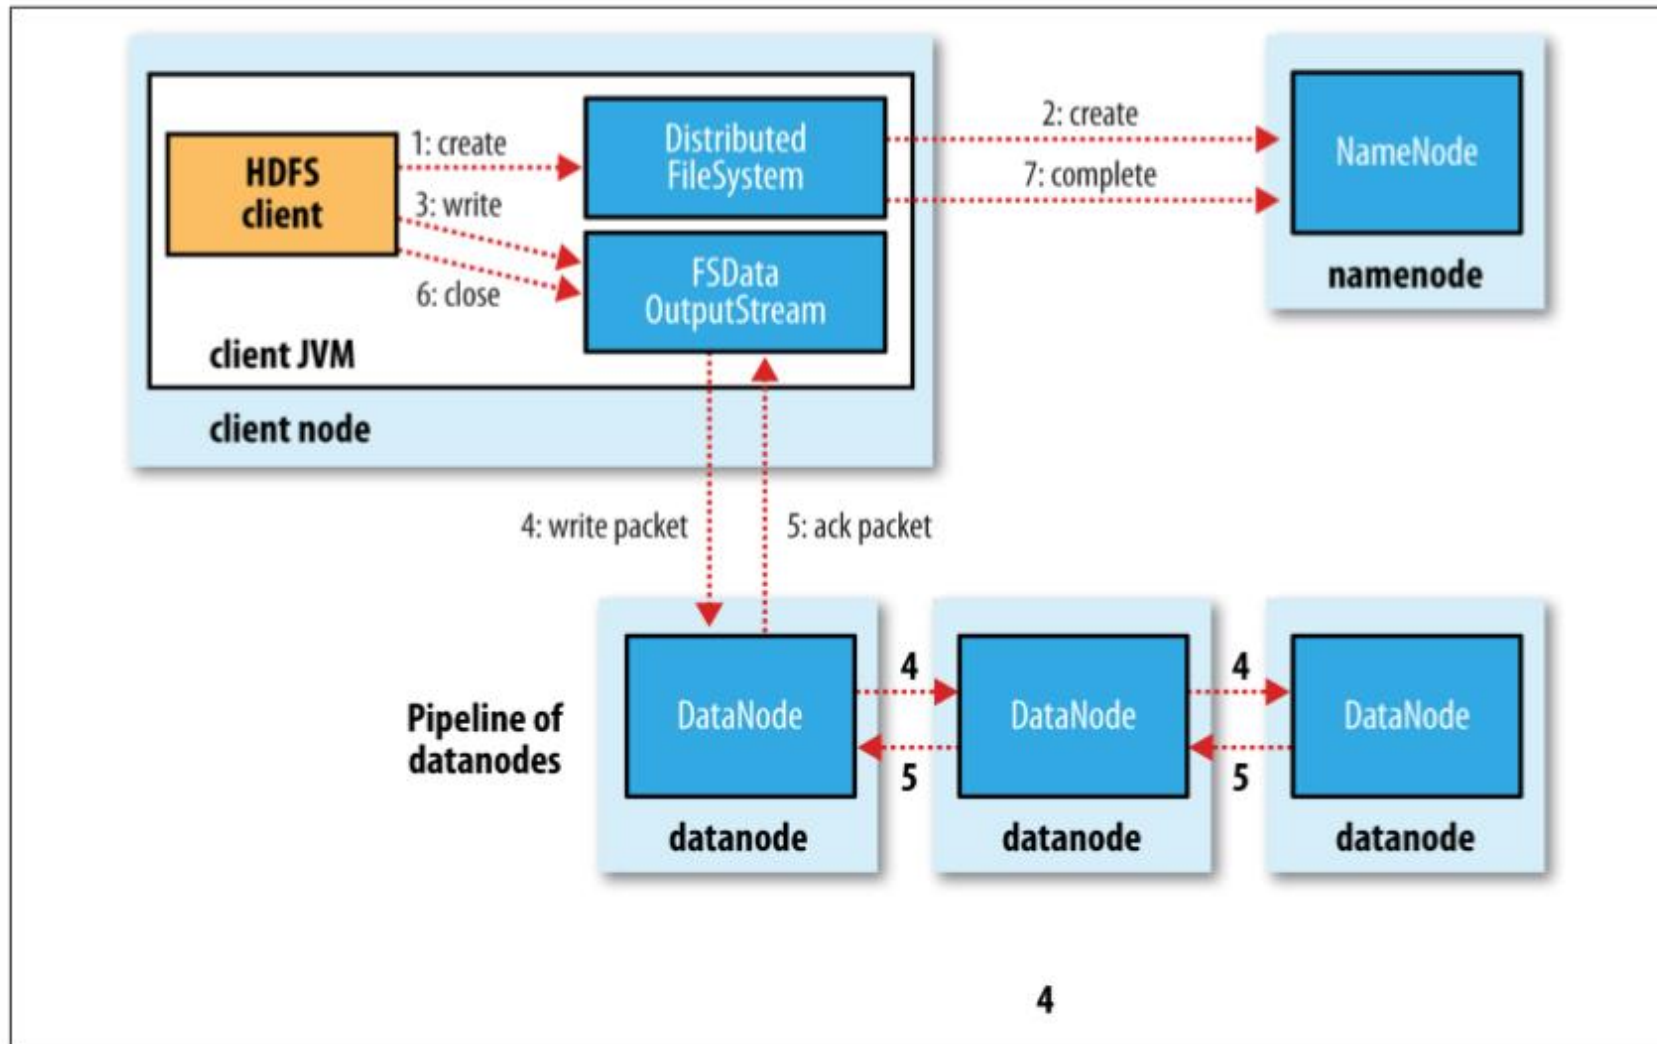 1: create
Distributed
FileSystem
2: create
NameNode
HDFS
client
7: complete
3: write
namenode
FSData
OutputStream
6: close
client JVM
client node
4: write packet
5: ack packet
Pipeline of
datanodes
DataNode
4
DataNode
4
DataNode
5
5
datanode
datanode
datanode
4